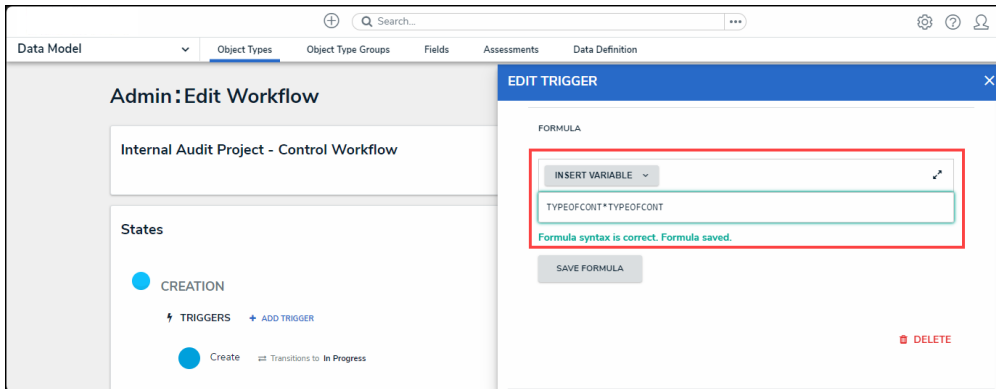 Search...
Data Model
Object Types
Object Type Groups
Fields
Assessments
Data Definition
Admin:Edit Workflow
Internal Audit Project - Control Workflow
States
CREATION
TRIGGERS + ADD TRIGGER
Create Transitions to In Progress
EDIT TRIGGER
FORMULA
INSERT VARIABLE
TYPEOFCONT*TYPEOFCONT
Formula syntax is correct. Formula saved.
SAVE FORMULA
DELETE